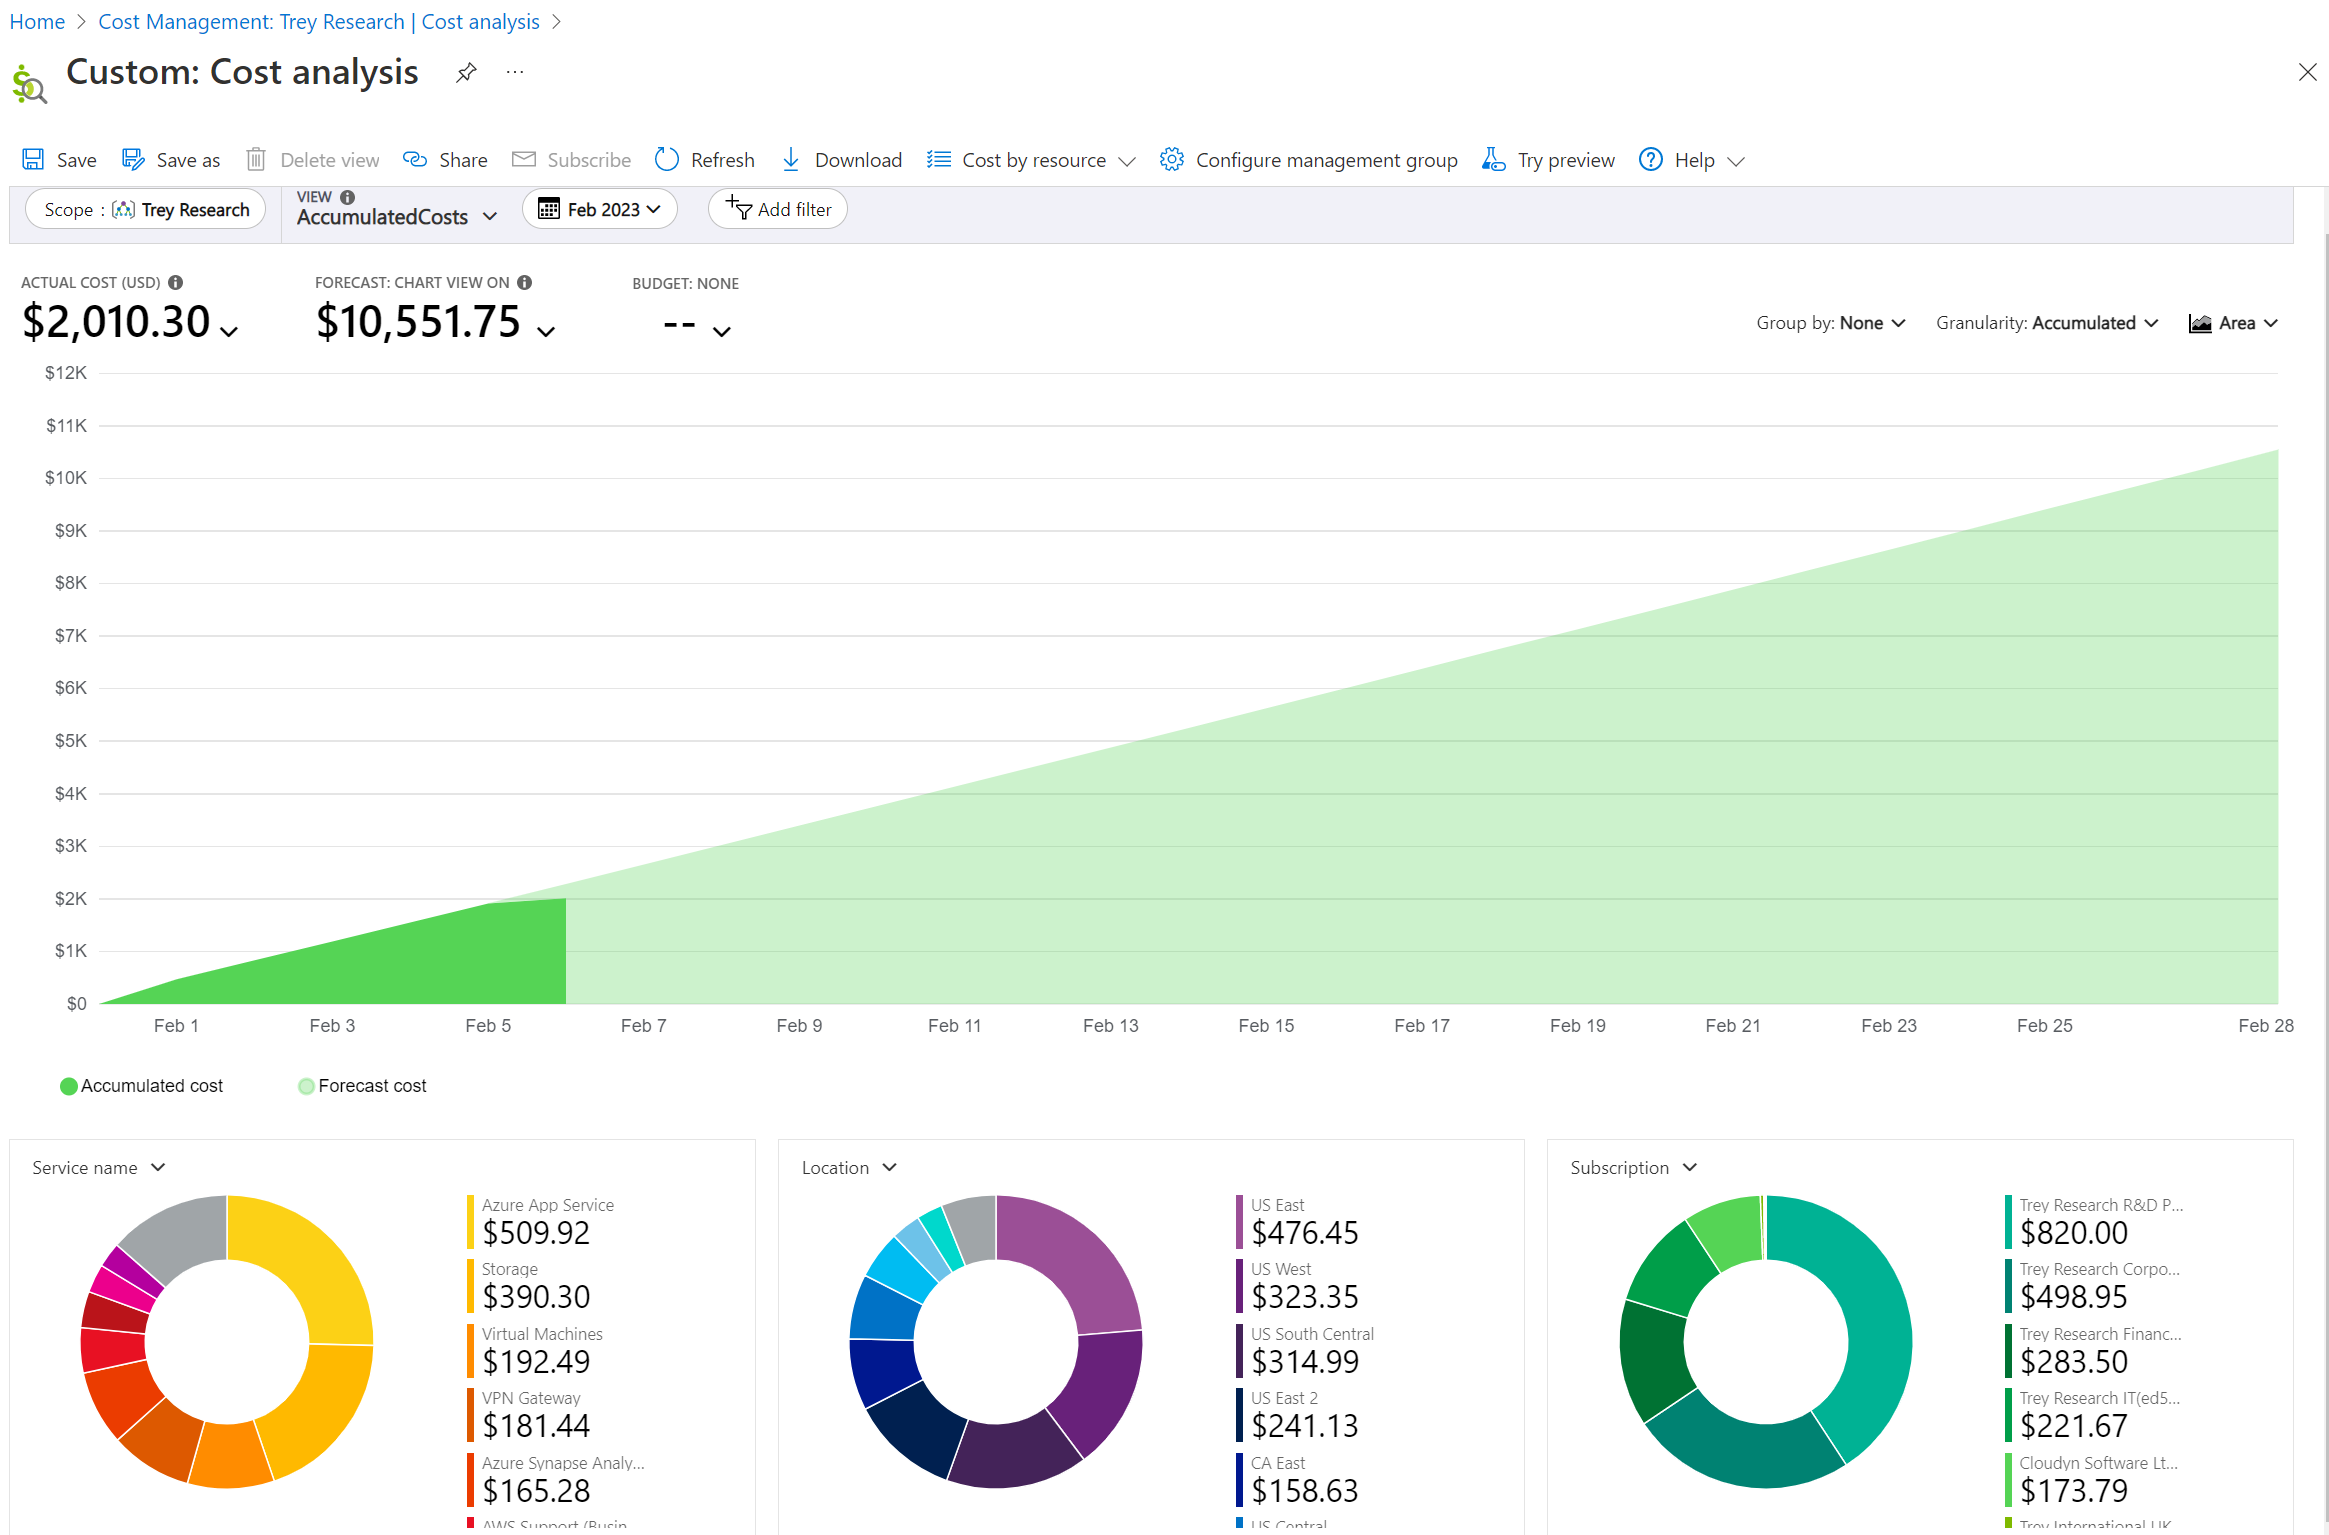 Home > Cost Management: Trey Research | Cost analysis >
Custom: Cost analysis
Save Save as Delete view Share Subscribe Refresh Download Cost by resource Configure management group Try preview Help
Scope : Trey Research
VIEW
AccumulatedCosts
Feb 2023
Add filter
ACTUAL COST (USD)
$2,010.30
FORECAST: CHART VIEW ON
$10,551.75
BUDGET: NONE
--
Group by: None
Granularity: Accumulated
Area
$12K
$11K
$10K
$9K
$8K
$7K
$6K
$5K
$4K
$3K
$2K
$1K
$0
Feb 1 Feb 3 Feb 5 Feb 7 Feb 9 Feb 11 Feb 13 Feb 15 Feb 17 Feb 19 Feb 21 Feb 23 Feb 25 Feb 28
Accumulated cost Forecast cost
Service name
Azure App Service
$509.92
Storage
$390.30
Virtual Machines
$192.49
VPN Gateway
$181.44
Azure Synapse Analy...
$165.28
AWS Support (Busin
Location
US East
$476.45
US West
$323.35
US South Central
$314.99
US East 2
$241.13
CA East
$158.63
US Central
Subscription
Trey Research R&D P...
$820.00
Trey Research Corpo...
$498.95
Trey Research Financ...
$283.50
Trey Research IT(ed5...
$221.67
Cloudyn Software Lt...
$173.79
Trey International UK